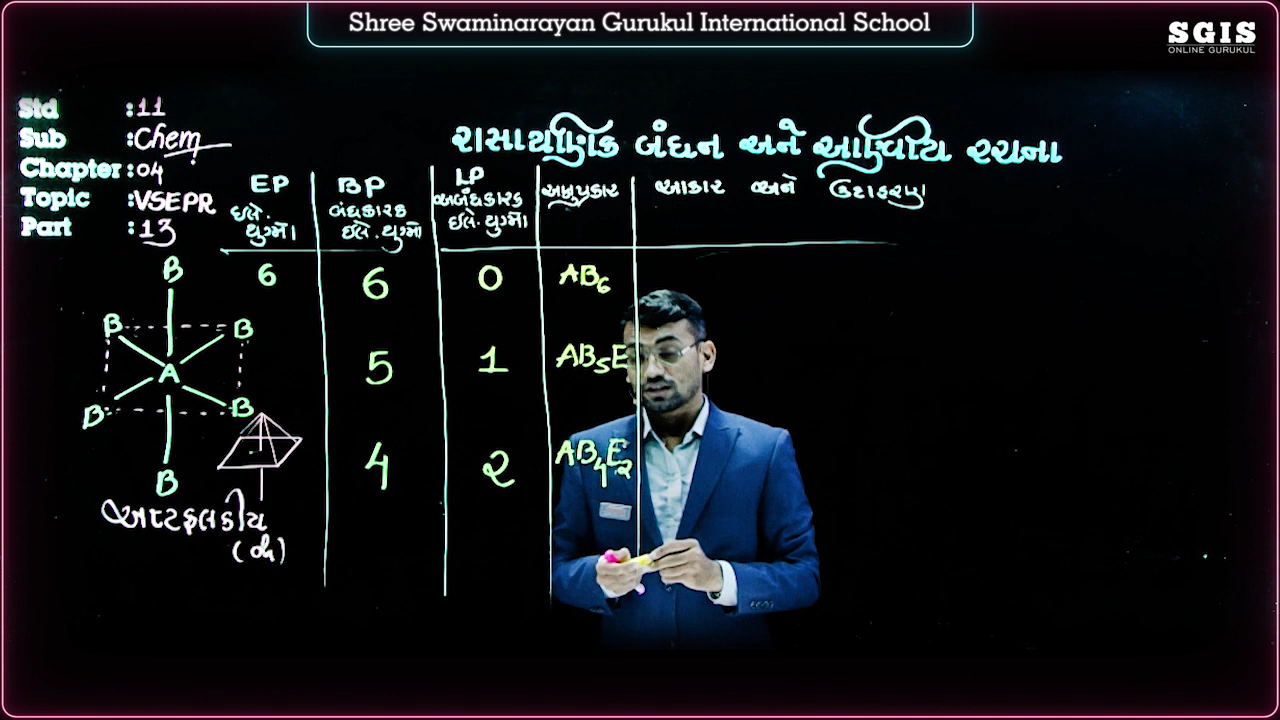 Shree Swaminarayan Gurukul International School
SGIS
ONLINE GURUKUL
Std :11
Sub :Chem
Chapter :04
Topic :VSEPR
Part :13
રાસાયણિક બંધન અને આણ્વિય રચના
EP
ઇલે.
યુગ્મો
BP
બંધકારક
ઇલે. યુગ્મો
LP
અબંધકારક
ઇલે. યુગ્મો
અણુપ્રકાર
આકાર અને ઉદાહરણ
6 6 0 AB6
5 1 AB5E
4 2 AB4E2
B
B B
A
B B
B
અષ્ટફલકીય
(Oh)